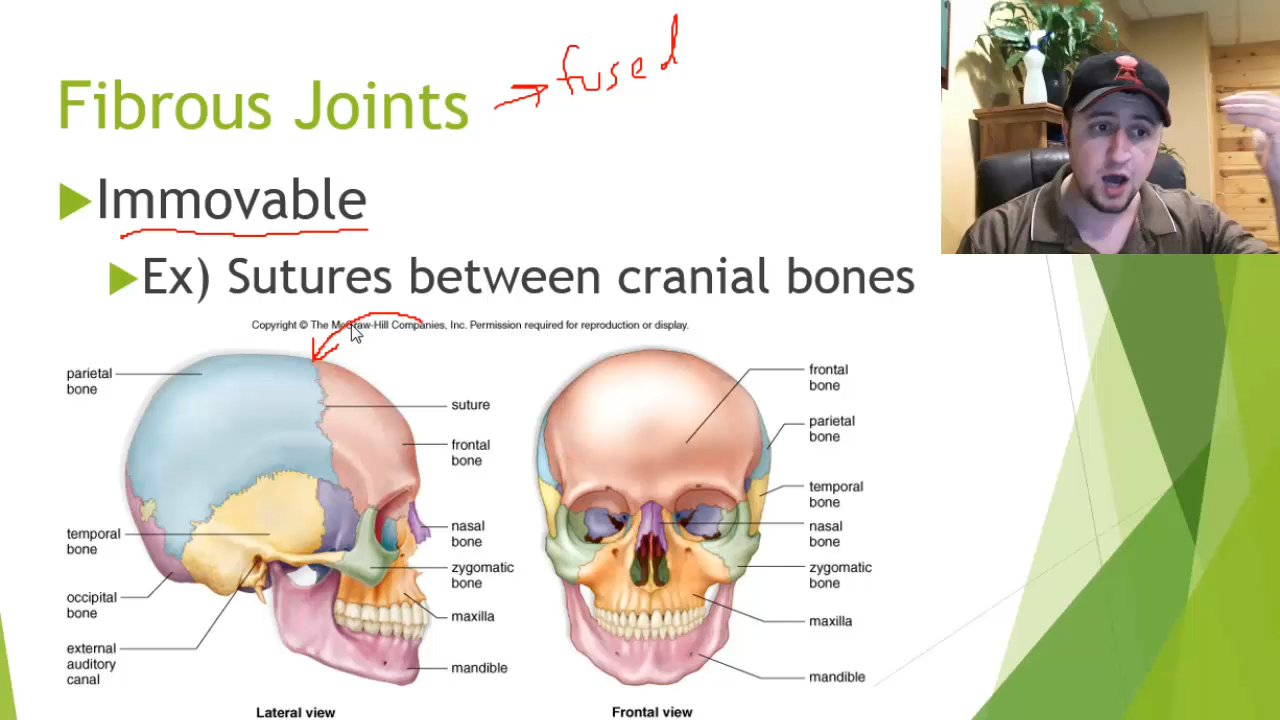 Fibrous Joints → fused
Immovable
Ex) Sutures between cranial bones
Copyright © The McGraw-Hill Companies, Inc. Permission required for reproduction or display.
parietal
bone
suture
frontal
bone
temporal
bone
nasal
bone
zygomatic
bone
occipital
bone
maxilla
external
auditory
canal
mandible
Lateral view
frontal
bone
parietal
bone
temporal
bone
nasal
bone
zygomatic
bone
maxilla
mandible
Frontal view